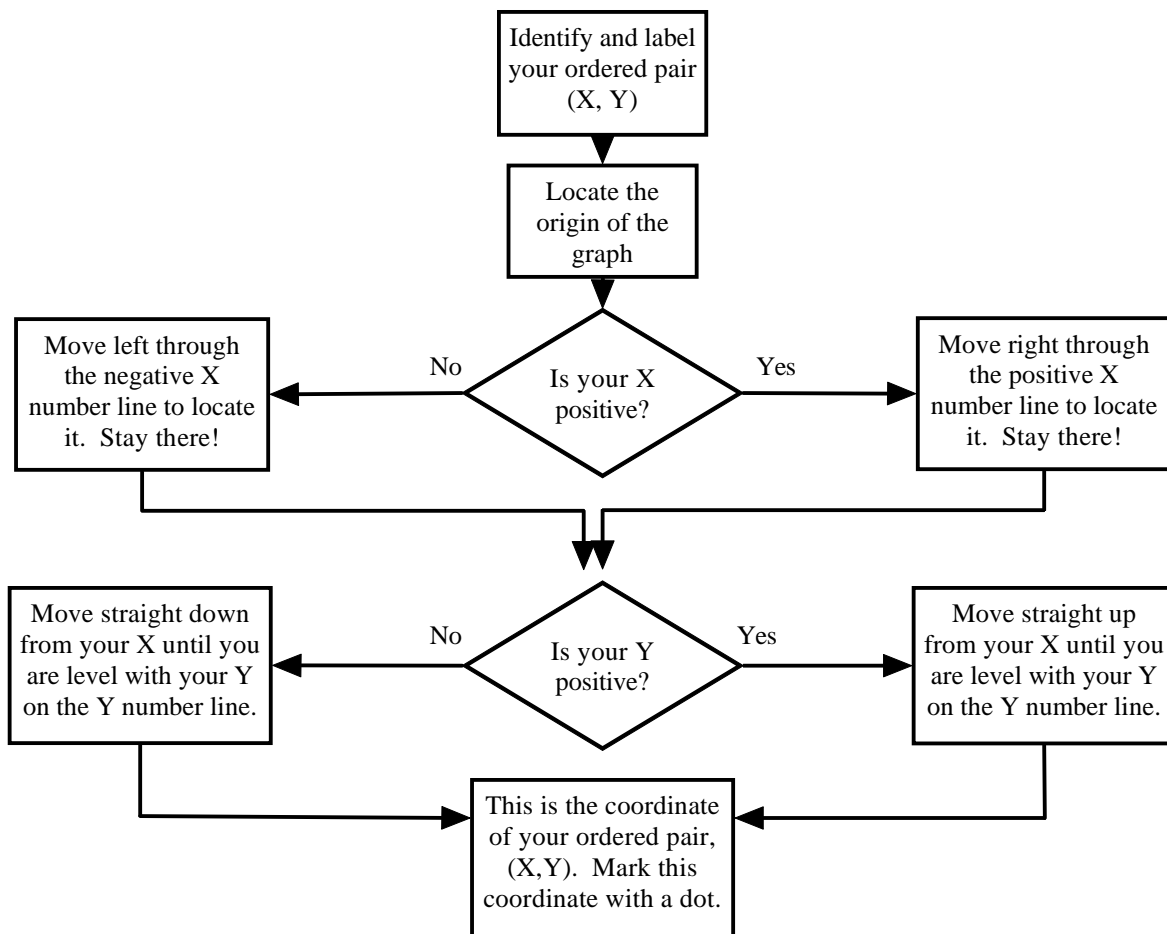 Identify and label
your ordered pair
(X, Y)
Locate the
origin of the
graph
Move left through
the negative X
number line to locate
it.  Stay there!
No
Is your X
positive?
Yes
Move right through
the positive X
number line to locate
it.  Stay there!
Move straight down
from your X until you
are level with your Y
on the Y number line.
No
Is your Y
positive?
Yes
Move straight up
from your X until you
are level with your Y
on the Y number line.
This is the coordinate
of your ordered pair,
(X,Y).  Mark this
coordinate with a dot.